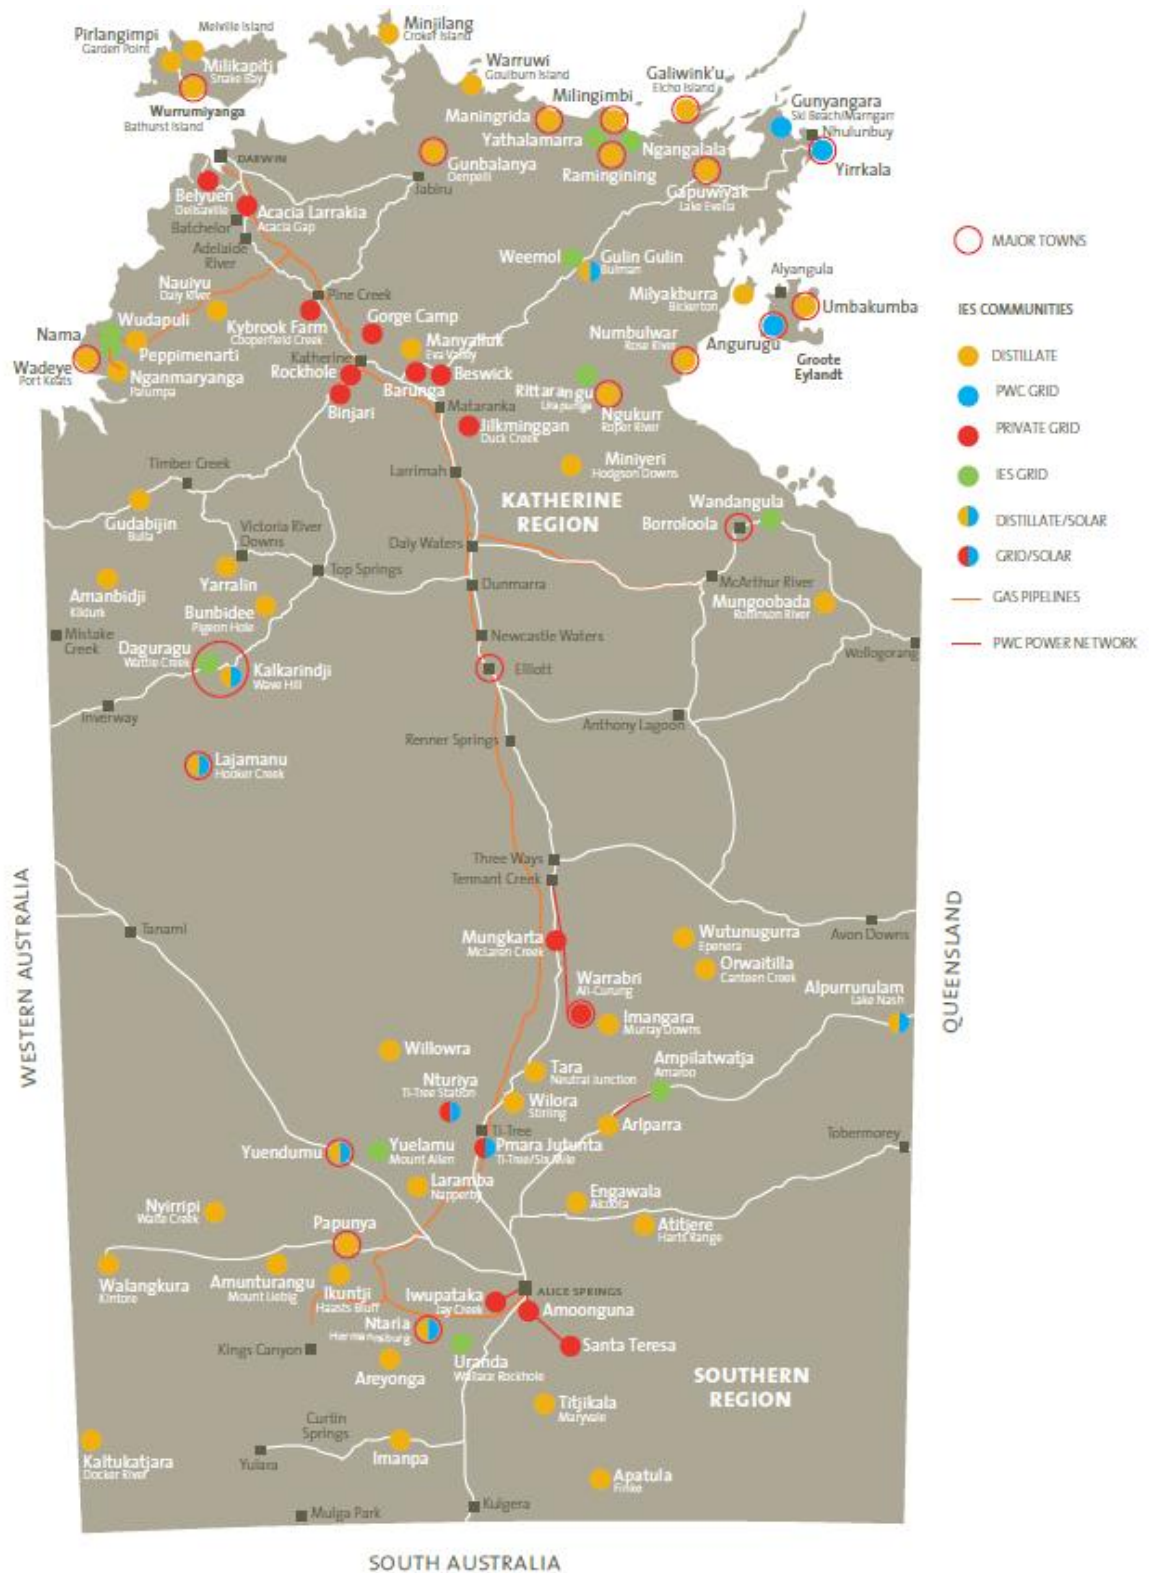 Minjilang
Croker Island
Melville Island
Pirlangimpi
Garden Point
Milikapiti
Snake Bay
Warruwi
Goulburn Island
Galiwink'u
Elcho Island
Milingimbi
Wurrumiyanga
Bathurst Island
Maningrida
Gunyangara
Ski Beach/Marngarr
Nhulunbuy
Yathalamarra
Ngangalala
DARWIN
Gunbalanya
Oenpelli
Ramingining
Yirrkala
Jabiru
Gapuwiyak
Lake Evella
Belyuen
Delissaville
Acacia Larrakia
Acacia Gap
Batchelor
MAJOR TOWNS
Adelaide
River
Weemol
Gulin Gulin
Bulman
Alyangula
Nauiyu
Daly River
Pine Creek
Milyakburra
Bickerton
Umbakumba
IES COMMUNITIES
Wudapuli
Gorge Camp
Nama
Kybrook Farm
Cooperfield Creek
Numbulwar
Rose River
Angurugu
Manyalluk
Eva Valley
Peppimenarti
DISTILLATE
Katherine
Groote
Eylandt
Wadeye
Port Keats
Rockhole
Beswick
Nganmaryanga
Palumpa
Barunga
Rittarangu
Urapunga
PWC GRID
Binjari
Mataranka
Ngukurr
Roper River
Jilkminggan
Duck Creek
PRIVATE GRID
Timber Creek
Larrimah
Miniyeri
Hodgson Downs
IES GRID
KATHERINE
REGION
Wandangula
Gudabijin
Bulla
Borroloola
DISTILLATE/SOLAR
Victoria River
Downs
Daly Waters
GRID/SOLAR
Top Springs
Yarralin
Dunmarra
McArthur River
Amanbidji
Kildurk
GAS PIPELINES
Bunbidee
Pigeon Hole
Mungoobada
Robinson River
Mistake
Creek
Newcastle Waters
PWC POWER NETWORK
Daguragu
Wattie Creek
Wollogorang
Kalkarindji
Wave Hill
Elliott
Inverway
Anthony Lagoon
Renner Springs
Lajamanu
Hooker Creek
Three Ways
Tennant Creek
WESTERN AUSTRALIA
QUEENSLAND
Tanami
Mungkarta
McLaren Creek
Wutunugurra
Epenera
Avon Downs
Orwaitilla
Canteen Creek
Warrabri
Ali-Curung
Alpurrurulam
Lake Nash
Imangara
Murray Downs
Willowra
Ampilatwatja
Amaroo
Tara
Neutral Junction
Nturiya
Ti-Tree Station
Wilora
Stirling
Arlparra
Ti-Tree
Tobermorey
Yuendumu
Yuelamu
Mount Allen
Pmara Jutunta
Ti-Tree/Six Mile
Laramba
Napperby
Engawala
Alcoota
Nyirripi
Waite Creek
Papunya
Atitjere
Harts Range
Walangkura
Kintore
Amunturangu
Mount Liebig
Ikuntji
Haasts Bluff
Iwupataka
Jay Creek
ALICE SPRINGS
Amoonguna
Ntaria
Hermannsburg
Kings Canyon
Santa Teresa
Uranda
Wallace Rockhole
Areyonga
SOUTHERN
REGION
Titjikala
Maryvale
Curtin
Springs
Kaltukatjara
Docker River
Yulara
Imanpa
Apatula
Finke
Kulgera
Mulga Park
SOUTH AUSTRALIA